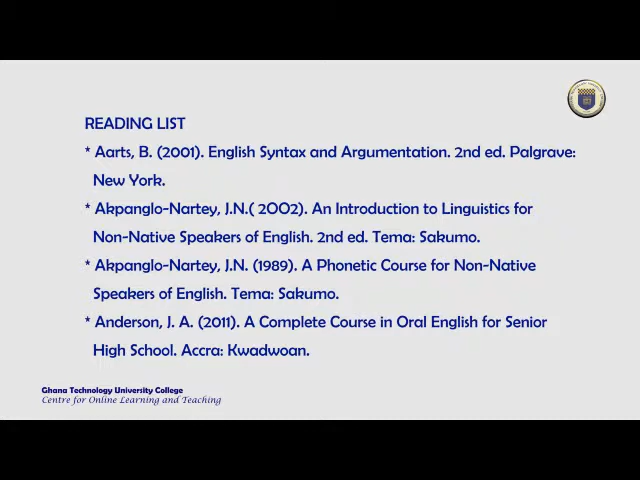 READING LIST
* Aarts, B. (2001). English Syntax and Argumentation. 2nd ed. Palgrave:
New York.
* Akpanglo-Nartey, J.N.( 2002). An Introduction to Linguistics for
Non-Native Speakers of English. 2nd ed. Tema: Sakumo.
* Akpanglo-Nartey, J.N. (1989). A Phonetic Course for Non-Native
Speakers of English. Tema: Sakumo.
* Anderson, J. A. (2011). A Complete Course in Oral English for Senior
High School. Accra: Kwadwoan.
Ghana Technology University College
Centre for Online Learning and Teaching